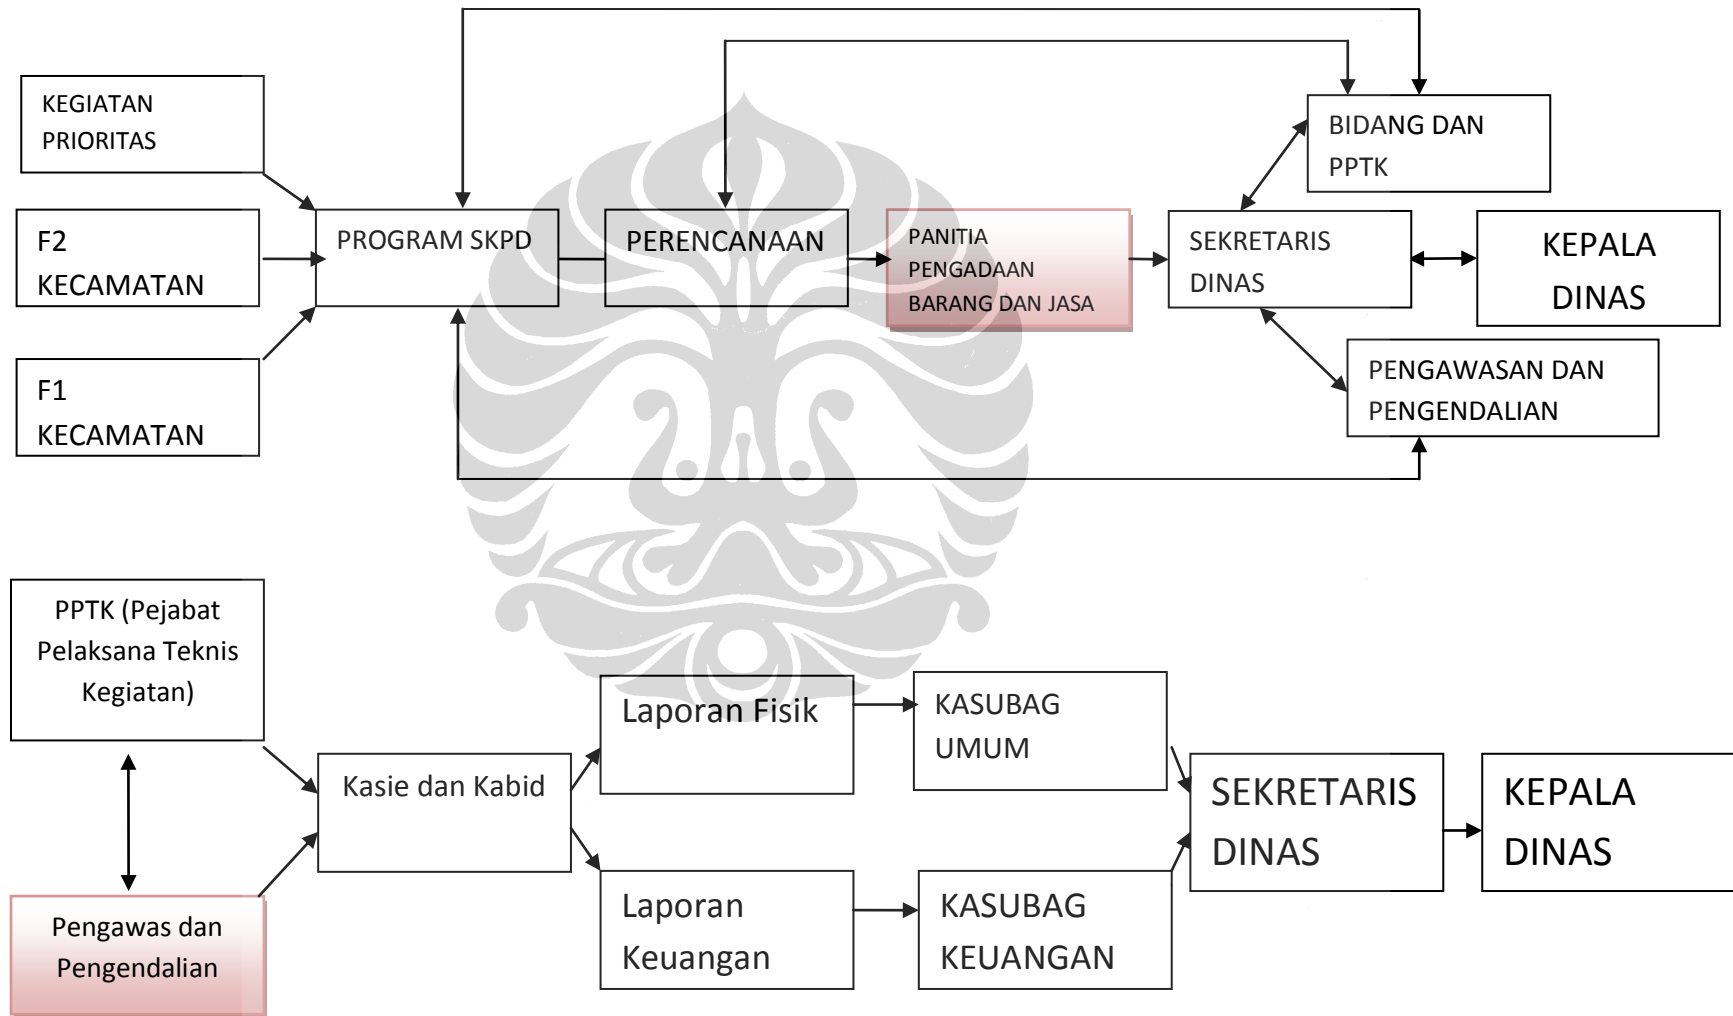 KEGIATAN
PRIORITAS
BIDANG DAN
PPTK
F2
KECAMATAN
PROGRAM SKPD
PERENCANAAN
PANITIA
PENGADAAN
BARANG DAN JASA
SEKRETARIS
DINAS
KEPALA
DINAS
F1
KECAMATAN
PENGAWASAN DAN
PENGENDALIAN
PPTK (Pejabat
Pelaksana Teknis
Kegiatan)
Laporan Fisik
KASUBAG
UMUM
Kasie dan Kabid
SEKRETARIS
DINAS
KEPALA
DINAS
Pengawas dan
Pengendalian
Laporan
Keuangan
KASUBAG
KEUANGAN